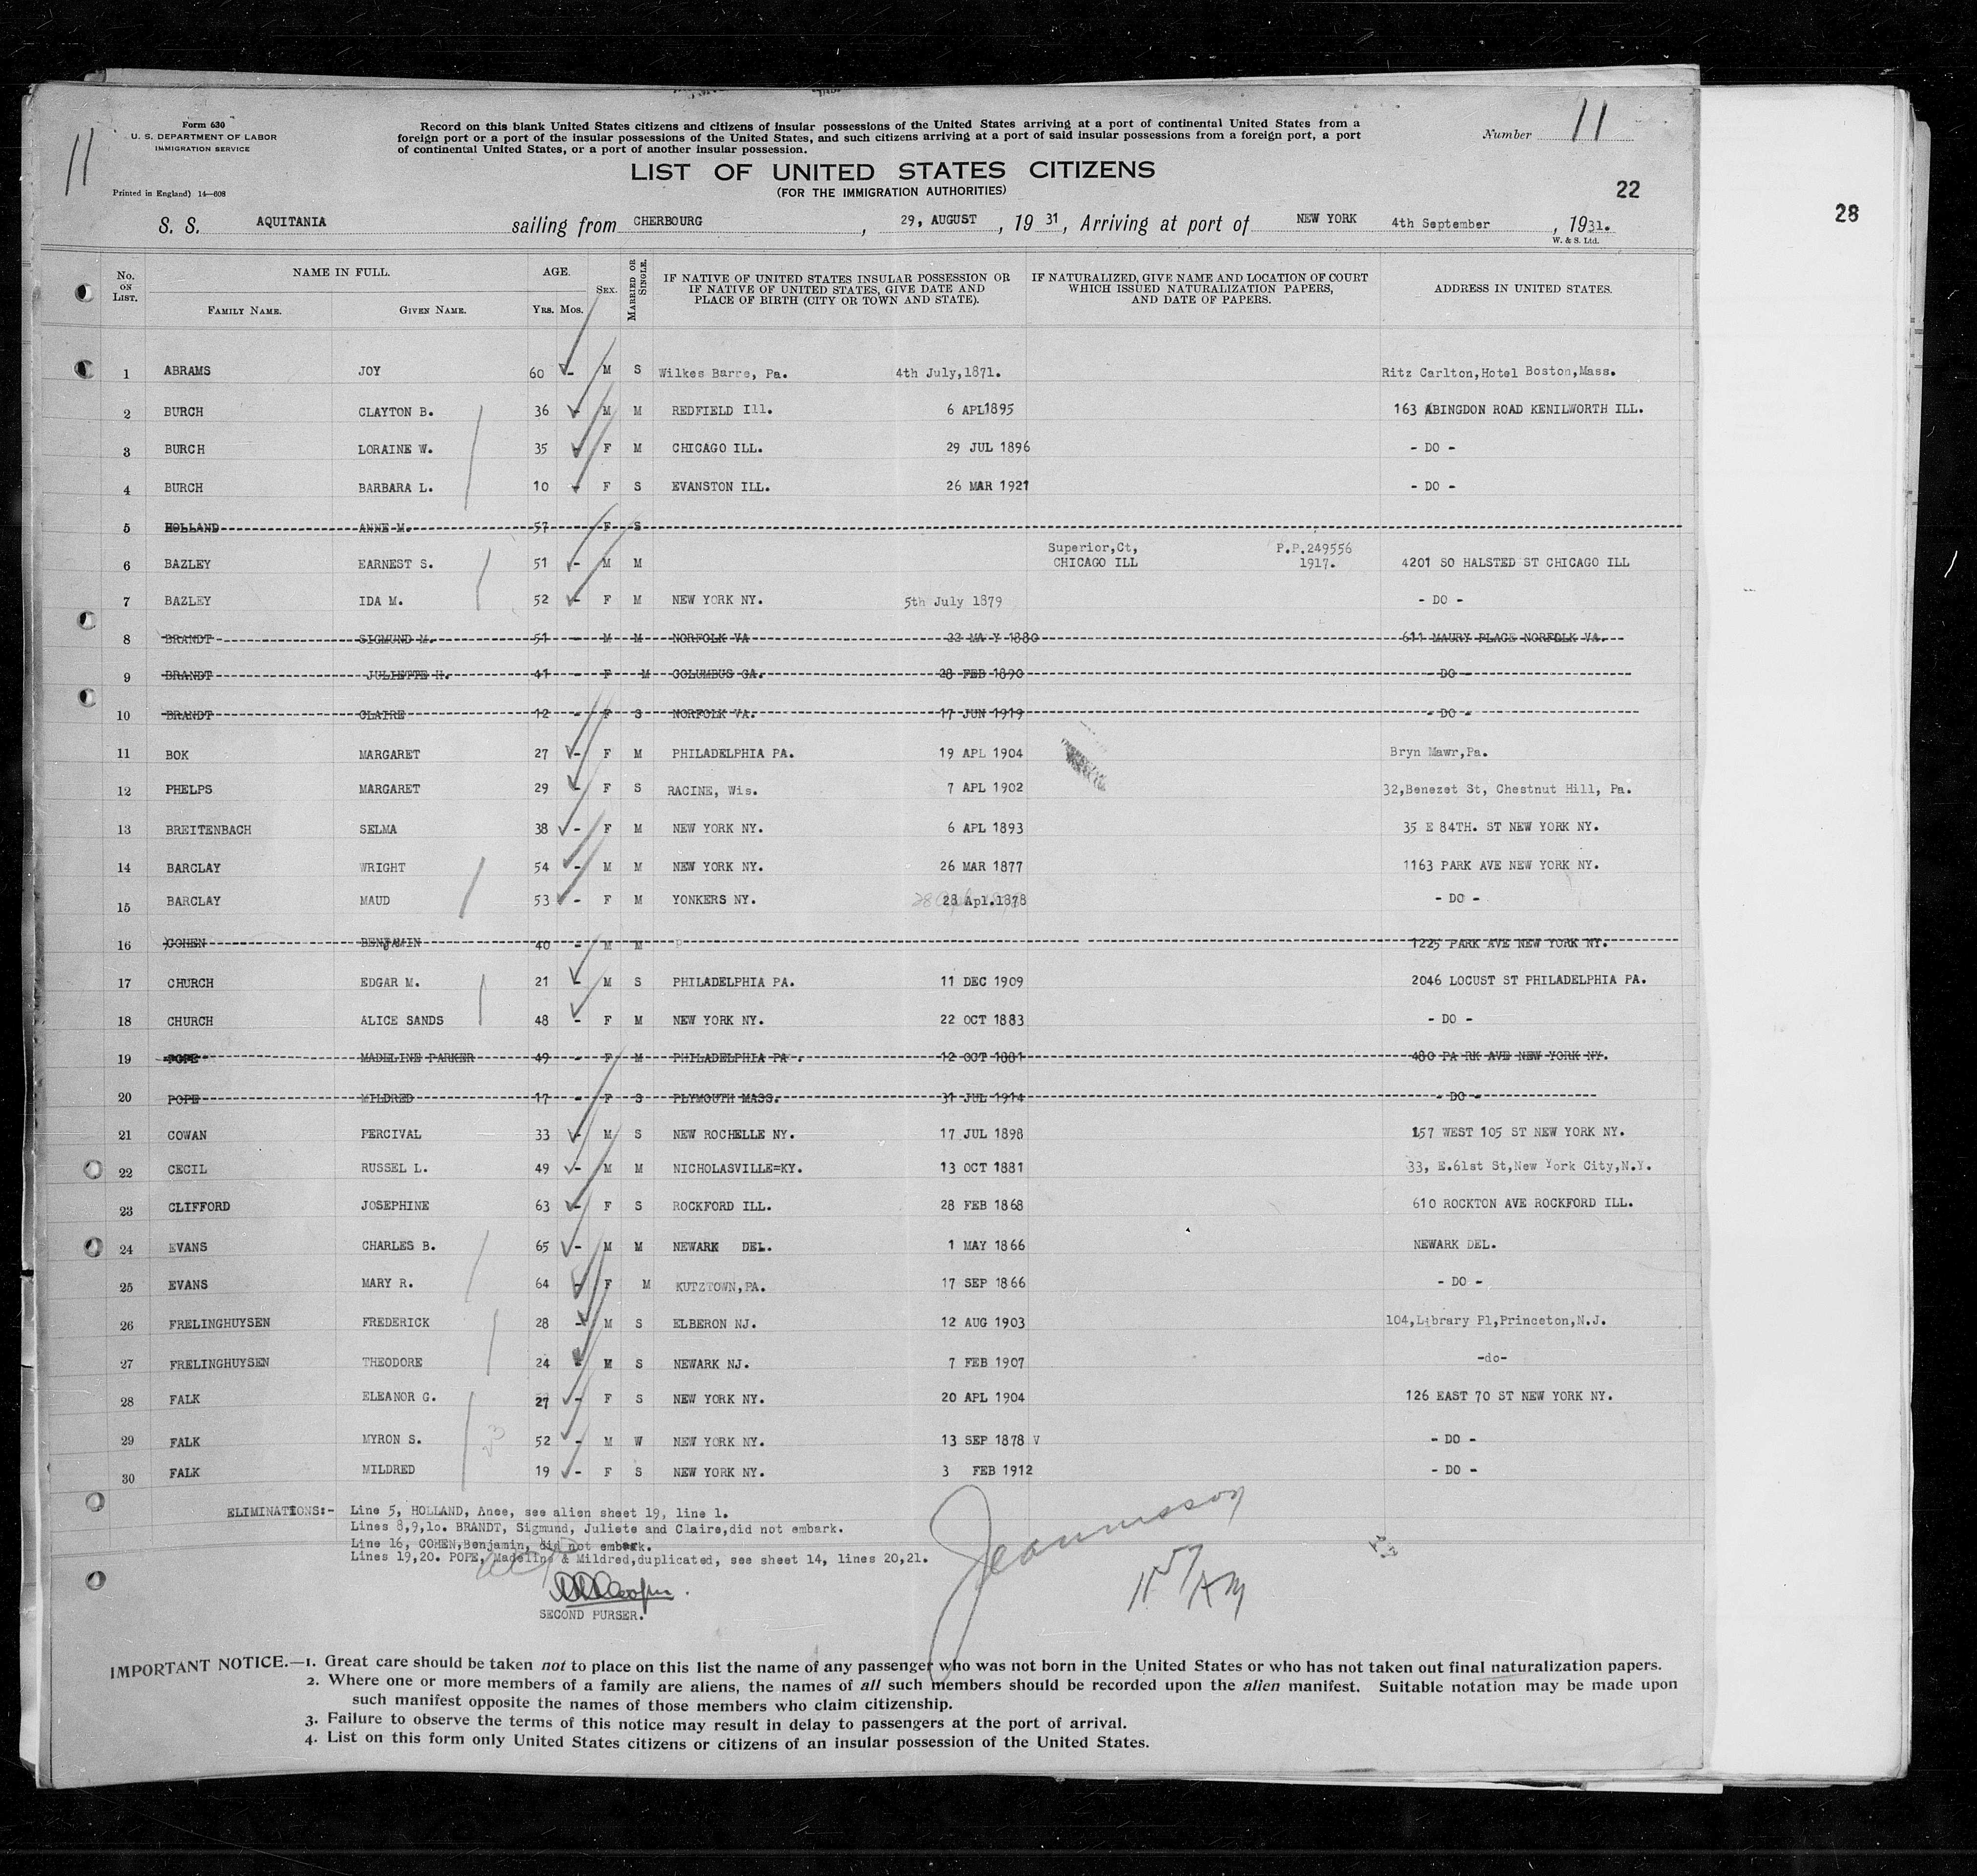 Form 630
U. S. DEPARTMENT OF LABOR
IMMIGRATION SERVICE
Printed in England) 14—608
11
Record on this blank United States citizens and citizens of insular possessions of the United States arriving at a port of continental United States from a
foreign port or a port of the insular possessions of the United States, and such citizens arriving at a port of said insular possessions from a foreign port, a port
of continental United States, or a port of another insular possession.
Number 11
LIST OF UNITED STATES CITIZENS
(FOR THE IMMIGRATION AUTHORITIES)
22
28
S. S. AQUITANIA sailing from CHERBOURG , 29, AUGUST , 19 31 , Arriving at port of NEW YORK 4th September , 1931.
W. & S. Ltd.
No. ON LIST. NAME IN FULL. FAMILY NAME. GIVEN NAME. AGE. YRS. MOS. SEX. MARRIED OR SINGLE. IF NATIVE OF UNITED STATES INSULAR POSSESSION OR IF NATIVE OF UNITED STATES, GIVE DATE AND PLACE OF BIRTH (CITY OR TOWN AND STATE). IF NATURALIZED, GIVE NAME AND LOCATION OF COURT WHICH ISSUED NATURALIZATION PAPERS, AND DATE OF PAPERS. ADDRESS IN UNITED STATES.
1 ABRAMS JOY 60 - M S Wilkes Barre, Pa. 4th July,1871. Ritz Carlton,Hotel Boston,Mass.
2 BURCH CLAYTON B. 36 - M M REDFIELD Ill. 6 APL1895 163 ABINGDON ROAD KENILWORTH ILL.
3 BURCH LORAINE W. 35 - F M CHICAGO ILL. 29 JUL 1896 - DO -
4 BURCH BARBARA L. 10 - F S EVANSTON ILL. 26 MAR 1921 - DO -
5 HOLLAND ANNE M. 57 F S
6 BAZLEY EARNEST S. 51 - M M Superior,Ct, CHICAGO ILL P.P.249556 1917. 4201 SO HALSTED ST CHICAGO ILL
7 BAZLEY IDA M. 52 - F M NEW YORK NY. 5th July 1879 - DO -
8 BRANDT SIGMUND M. 51 - M M NORFOLK VA 22 MA Y 1880 611 MAURY PLACE NORFOLK VA.
9 BRANDT JULIETTE H. 41 - F M COLUMBUS GA. 28 FEB 1890 - DO -
10 BRANDT CLAIRE 12 - F S NORFOLK VA. 17 JUN 1919 - DO -
11 BOK MARGARET 27 - F M PHILADELPHIA PA. 19 APL 1904 Bryn Mawr,Pa.
12 PHELPS MARGARET 29 - F S RACINE, Wis. 7 APL 1902 32,Benezet St, Chestnut Hill, Pa.
13 BREITENBACH SELMA 38 - F M NEW YORK NY. 6 APL 1893 35 E 84TH. ST NEW YORK NY.
14 BARCLAY WRIGHT 54 - M M NEW YORK NY. 26 MAR 1877 1163 PARK AVE NEW YORK NY.
15 BARCLAY MAUD 53 - F M YONKERS NY. 28 Apl.1878 - DO -
16 COHEN BENJAMIN 40 - M M 1225 PARK AVE NEW YORK NY.
17 CHURCH EDGAR M. 21 - M S PHILADELPHIA PA. 11 DEC 1909 2046 LOCUST ST PHILADELPHIA PA.
18 CHURCH ALICE SANDS 48 - F M NEW YORK NY. 22 OCT 1883 - DO -
19 POPE MADELINE PARKER 49 - F M PHILADELPHIA PA . 12 OCT 1881 480 PA RK AVE NEW YORK NY.
20 POPE MILDRED 17 - F S PLYMOUTH MASS. 31 JUL 1914 - DO -
21 COWAN PERCIVAL 33 - M S NEW ROCHELLE NY. 17 JUL 1898 157 WEST 105 ST NEW YORK NY.
22 CECIL RUSSEL L. 49 - M M NICHOLASVILLE=KY. 13 OCT 1881 33, E.61st St,New York City,N.Y.
23 CLIFFORD JOSEPHINE 63 - F S ROCKFORD ILL. 28 FEB 1868 610 ROCKTON AVE ROCKFORD ILL.
24 EVANS CHARLES B. 65 - M M NEWARK DEL. 1 MAY 1866 NEWARK DEL.
25 EVANS MARY R. 64 - F M KUTZTOWN,PA. 17 SEP 1866 - DO -
26 FRELINGHUYSEN FREDERICK 28 - M S ELBERON NJ. 12 AUG 1903 104,Library Pl,Princeton,N.J.
27 FRELINGHUYSEN THEODORE 24 - M S NEWARK NJ. 7 FEB 1907 -do-
28 FALK ELEANOR G. 27 - F S NEW YORK NY. 20 APL 1904 126 EAST 70 ST NEW YORK NY.
29 FALK MYRON S. 52 - M W NEW YORK NY. 13 SEP 1878 V - DO -
30 FALK MILDRED 19 - F S NEW YORK NY. 3 FEB 1912 - DO -
ELIMINATIONS:- Line 5, HOLLAND, Anee, see alien sheet 19, line 1.
Lines 8,9,1o. BRANDT, Sigmund, Juliete and Claire,did not embark.
Line 16, COHEN,Benjamin, did not embark.
Lines 19,20. POPE, Madeline & Mildred,duplicated, see sheet 14, lines 20,21.
SECOND PURSER.
1157 AM
IMPORTANT NOTICE.—1. Great care should be taken not to place on this list the name of any passenger who was not born in the United States or who has not taken out final naturalization papers.
2. Where one or more members of a family are aliens, the names of all such members should be recorded upon the alien manifest. Suitable notation may be made upon
such manifest opposite the names of those members who claim citizenship.
3. Failure to observe the terms of this notice may result in delay to passengers at the port of arrival.
4. List on this form only United States citizens or citizens of an insular possession of the United States.